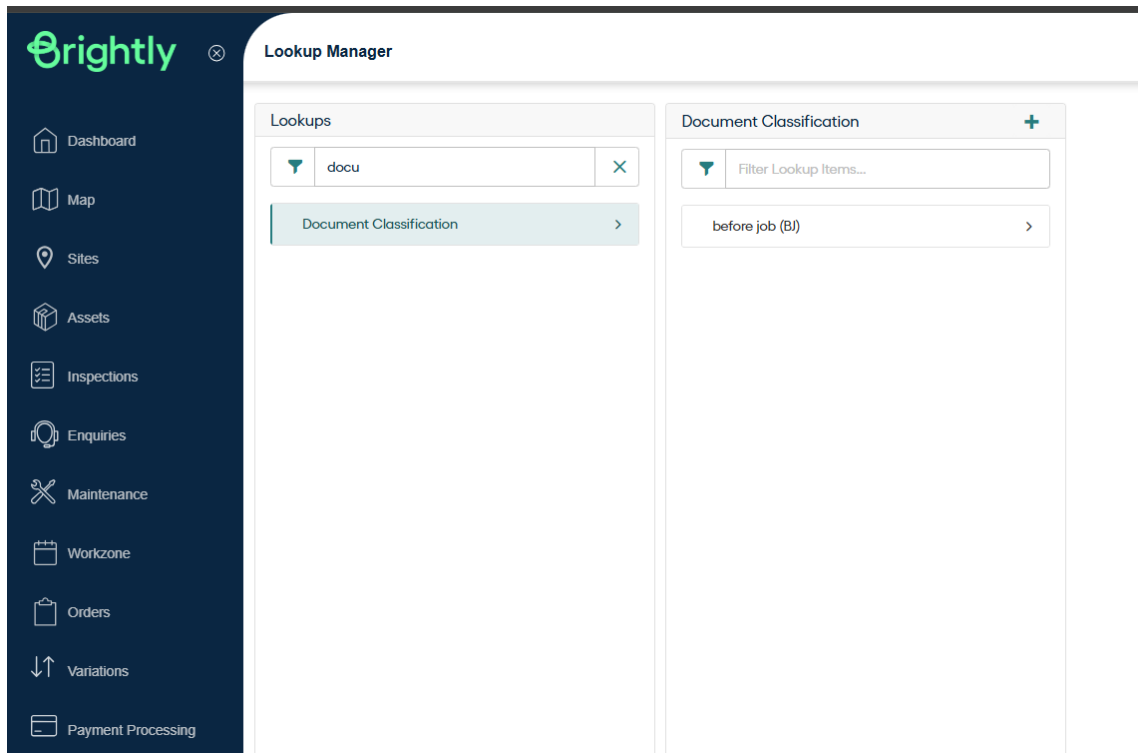 Brightly
Lookup Manager
Dashboard
Map
Sites
Assets
Inspections
Enquiries
Maintenance
Workzone
Orders
Variations
Payment Processing
Lookups
docu
Document Classification
Document Classification
Filter Lookup Items...
before job (BJ)